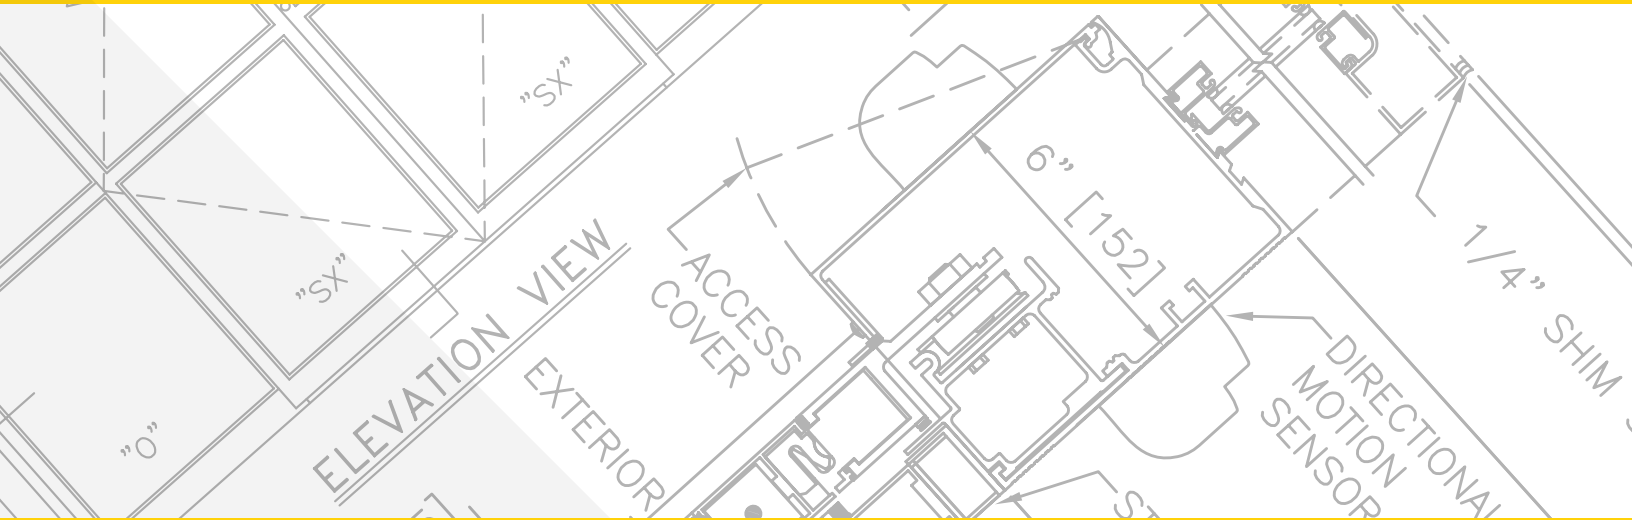 "SX"
"SX"
"O"
ELEVATION VIEW
EXTERIOR
ACCESS
COVER
6" [152]
1/4" SHIM
DIRECTIONAL
MOTION
SENSOR